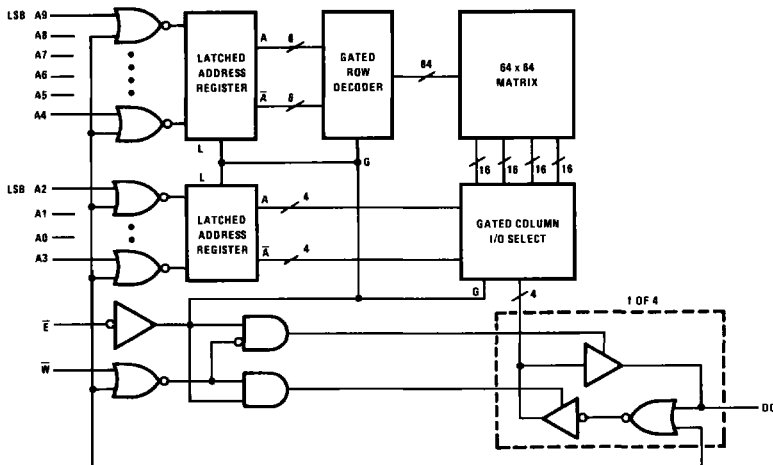 LSB A9
A8
A7
A6
A5
A4
LATCHED
ADDRESS
REGISTER
A 6
A̅ 6
L
GATED
ROW
DECODER
G
64
64 x 64
MATRIX
16 16 16 16
LSB A2
A1
A0
A3
L
LATCHED
ADDRESS
REGISTER
A 4
A̅ 4
GATED COLUMN
I/O SELECT
G
4
1 OF 4
E̅
W̅